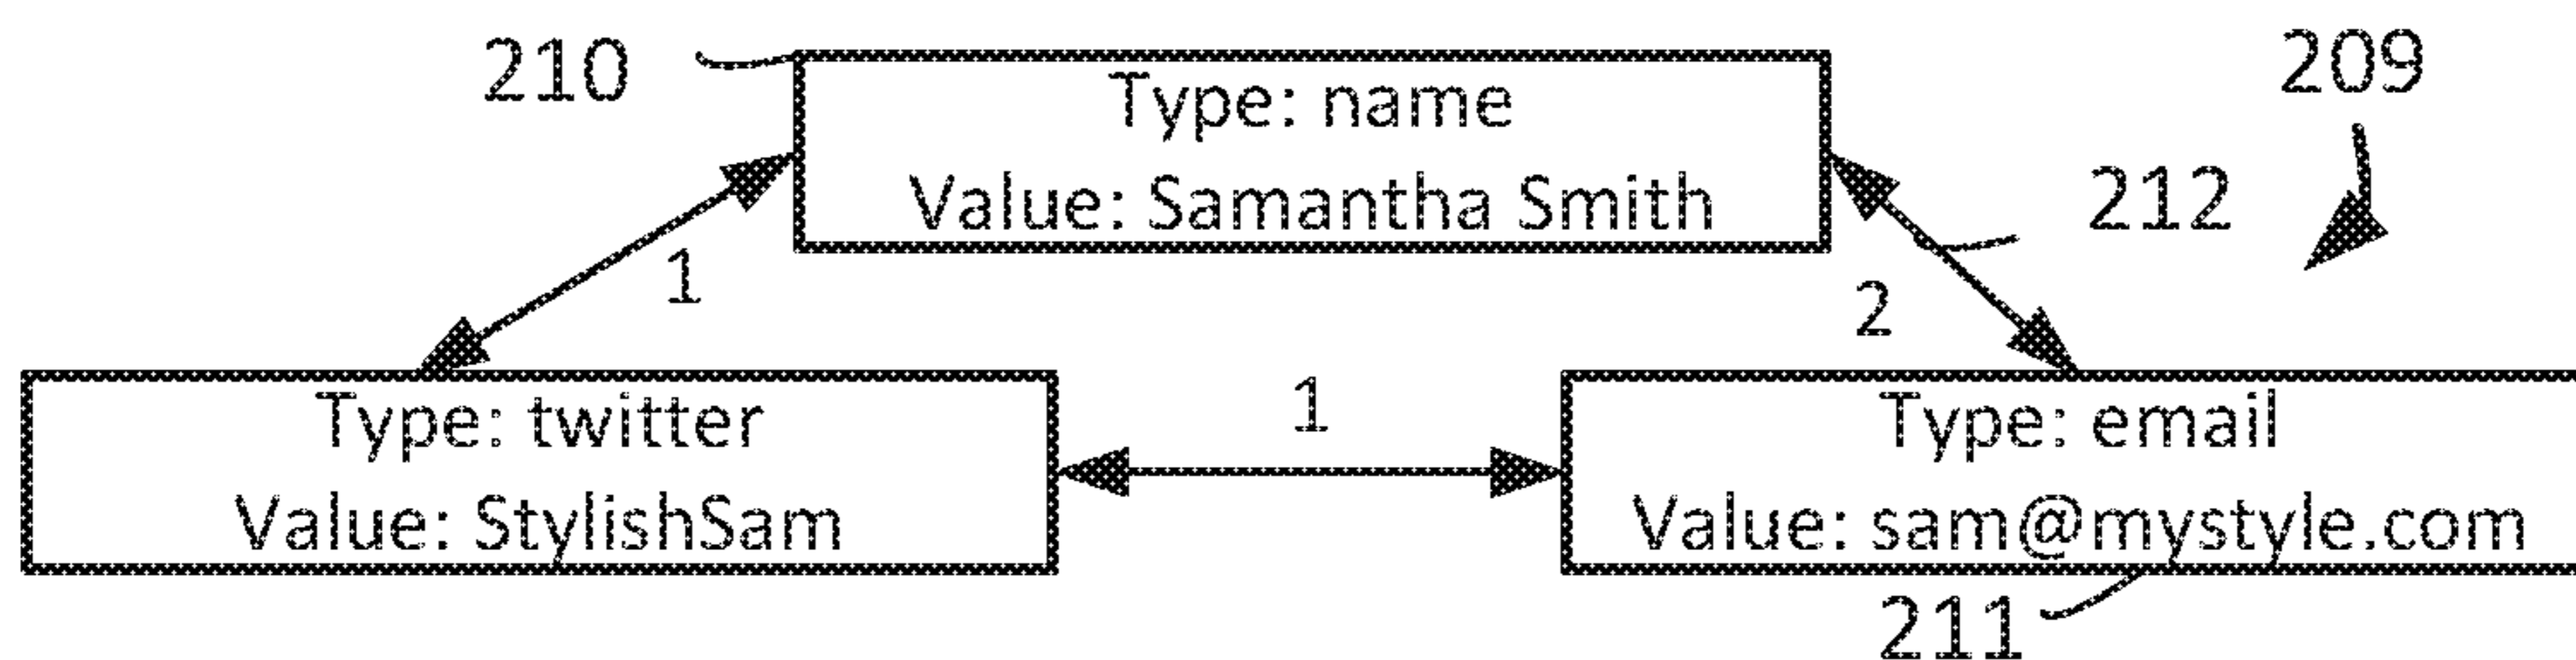 210
Type: name
Value: Samantha Smith
209
212
1
2
Type: twitter
Value: StylishSam
1
Type: email
Value: sam@mystyle.com
211